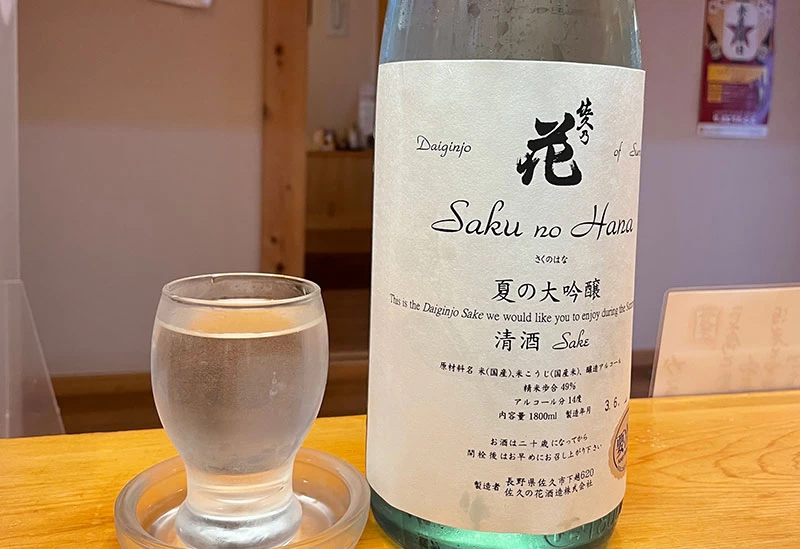 佐久乃
花
Daiginjo
of
Saku no Hana
さくのはな
夏の大吟醸
This is the Daiginjo Sake we would like you to enjoy during the
清酒 Sake
原材料名 米(国産)、米こうじ(国産米)、醸造アルコール
精米歩合 49%
アルコール分 14度
内容量 1800ml 製造年月 3.6.
お酒は二十歳になってから
開栓後はお早めにお召し上がり下さい
製造者 長野県佐久市下越620
佐久の花酒造株式会社